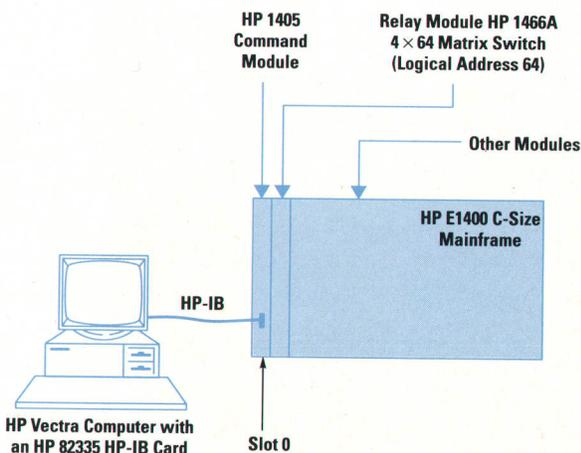 HP 1405
Command
Module
Relay Module HP 1466A
4 × 64 Matrix Switch
(Logical Address 64)
Other Modules
HP E1400 C-Size
Mainframe
HP-IB
HP Vectra Computer with
an HP 82335 HP-IB Card
Slot 0